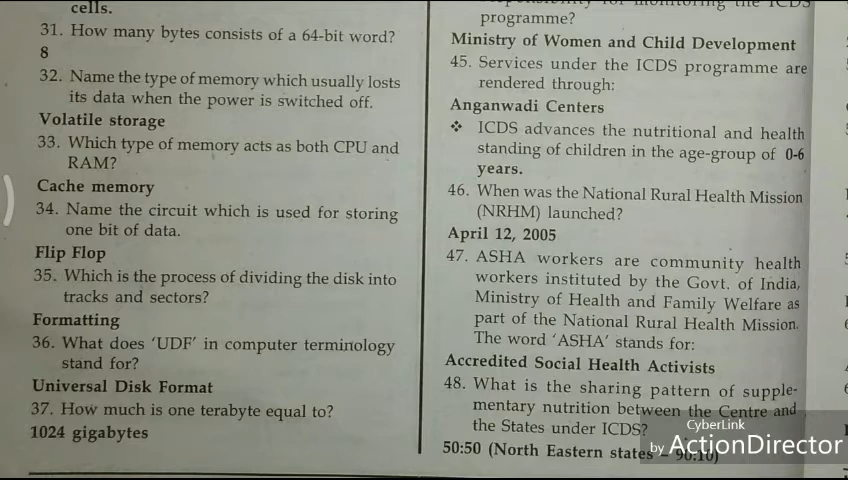 cells.
31. How many bytes consists of a 64-bit word?
8
32. Name the type of memory which usually losts
its data when the power is switched off.
Volatile storage
33. Which type of memory acts as both CPU and
RAM?
Cache memory
34. Name the circuit which is used for storing
one bit of data.
Flip Flop
35. Which is the process of dividing the disk into
tracks and sectors?
Formatting
36. What does 'UDF' in computer terminology
stand for?
Universal Disk Format
37. How much is one terabyte equal to?
1024 gigabytes
for monitoring the ICDS
programme?
Ministry of Women and Child Development
45. Services under the ICDS programme are
rendered through:
Anganwadi Centers
❖ ICDS advances the nutritional and health
standing of children in the age-group of 0-6
years.
46. When was the National Rural Health Mission
(NRHM) launched?
April 12, 2005
47. ASHA workers are community health
workers instituted by the Govt. of India,
Ministry of Health and Family Welfare as
part of the National Rural Health Mission.
The word 'ASHA' stands for:
Accredited Social Health Activists
48. What is the sharing pattern of supple-
mentary nutrition between the Centre and
the States under ICDS?
50:50 (North Eastern states – 90:10)
CyberLink
by ActionDirector